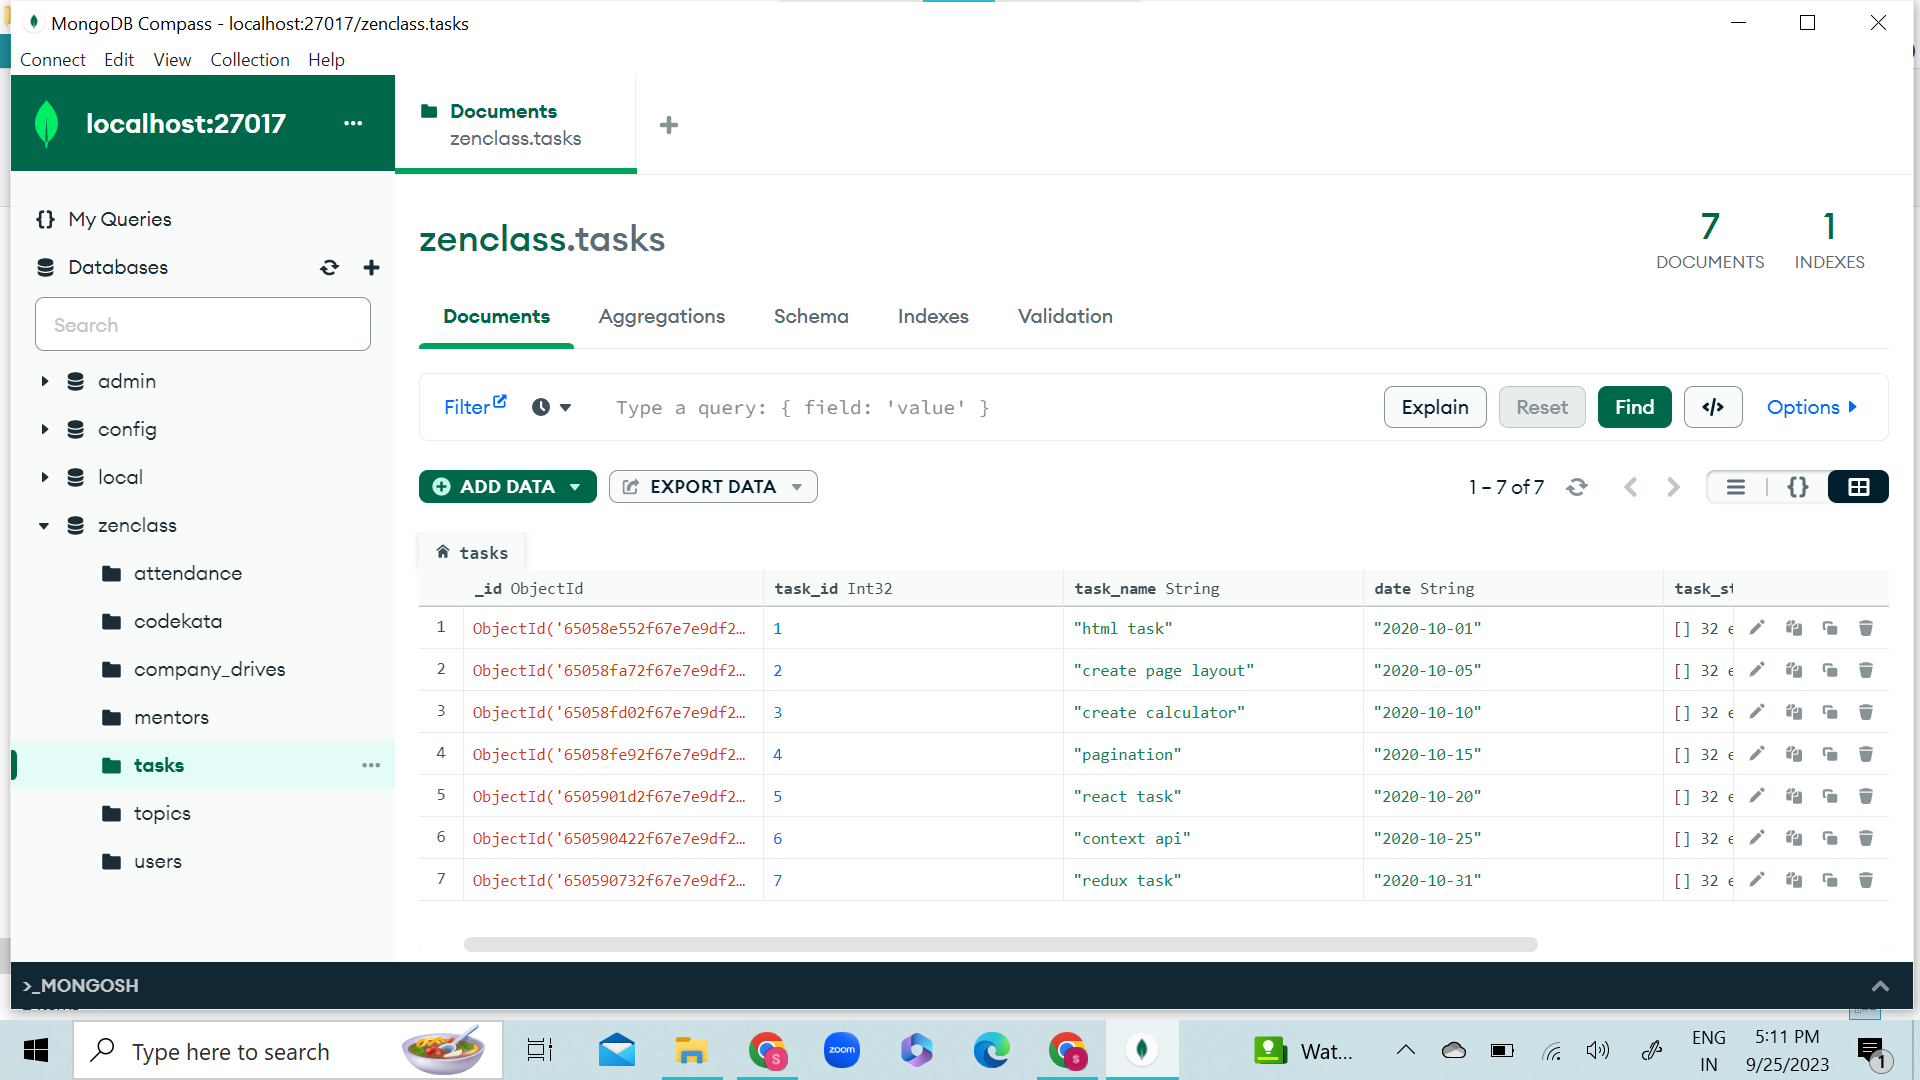 MongoDB Compass - localhost:27017/zenclass.tasks
Connect Edit View Collection Help
localhost:27017 ...
Documents
zenclass.tasks
My Queries
Databases
Search
admin
config
local
zenclass
attendance
codekata
company_drives
mentors
tasks
topics
users
zenclass.tasks
7 DOCUMENTS
1 INDEXES
Documents Aggregations Schema Indexes Validation
Filter Type a query: { field: 'value' } Explain Reset Find </> Options
ADD DATA EXPORT DATA 1 – 7 of 7 {}
tasks
_id ObjectId task_id Int32 task_name String date String task_st
1 ObjectId('65058e552f67e7e9df2… 1 "html task" "2020-10-01" [] 32 e
2 ObjectId('65058fa72f67e7e9df2… 2 "create page layout" "2020-10-05" [] 32 e
3 ObjectId('65058fd02f67e7e9df2… 3 "create calculator" "2020-10-10" [] 32 e
4 ObjectId('65058fe92f67e7e9df2… 4 "pagination" "2020-10-15" [] 32 e
5 ObjectId('6505901d2f67e7e9df2… 5 "react task" "2020-10-20" [] 32 e
6 ObjectId('650590422f67e7e9df2… 6 "context api" "2020-10-25" [] 32 e
7 ObjectId('650590732f67e7e9df2… 7 "redux task" "2020-10-31" [] 32 e
>_MONGOSH
Type here to search
zoom
S
S
Wat...
ENG
IN
5:11 PM
9/25/2023
1